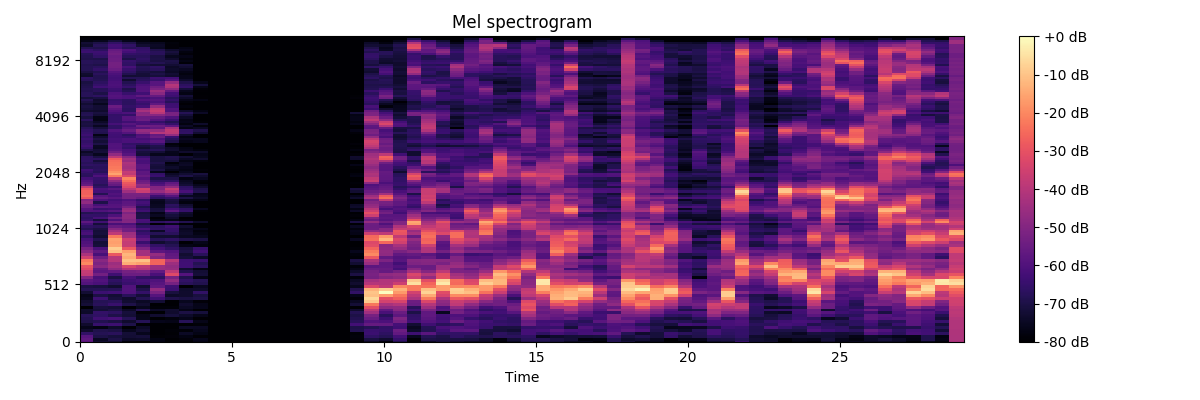 Mel spectrogram
+0 dB
-10 dB
-20 dB
-30 dB
-40 dB
-50 dB
-60 dB
-70 dB
-80 dB
Hz
8192
4096
2048
1024
512
0
0 5 10 15 20 25
Time